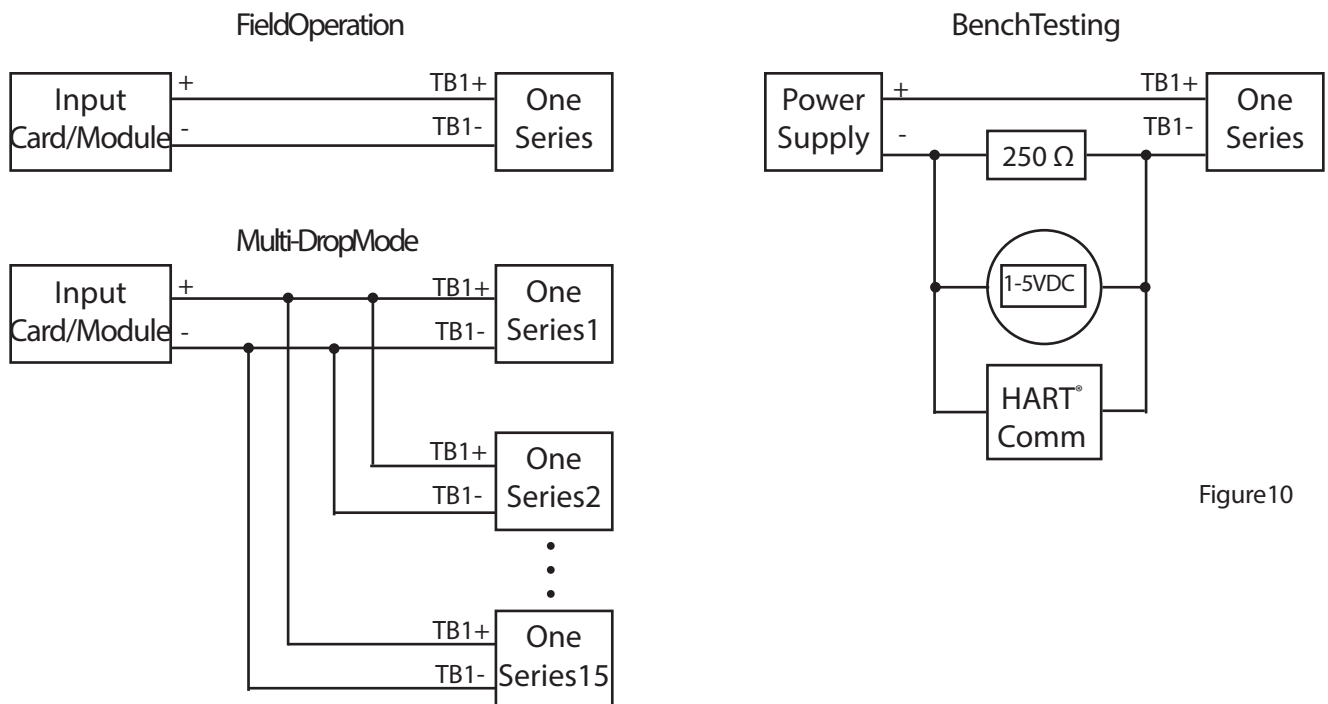 FieldOperation
Input
Card/Module
+
-
TB1+
TB1-
One
Series
Multi-DropMode
Input
Card/Module
+
-
TB1+
TB1-
One
Series1
TB1+
TB1-
One
Series2
TB1+
TB1-
One
Series15
BenchTesting
Power
Supply
+
-
TB1+
TB1-
One
Series
250 Ω
1-5VDC
HART®
Comm
Figure10